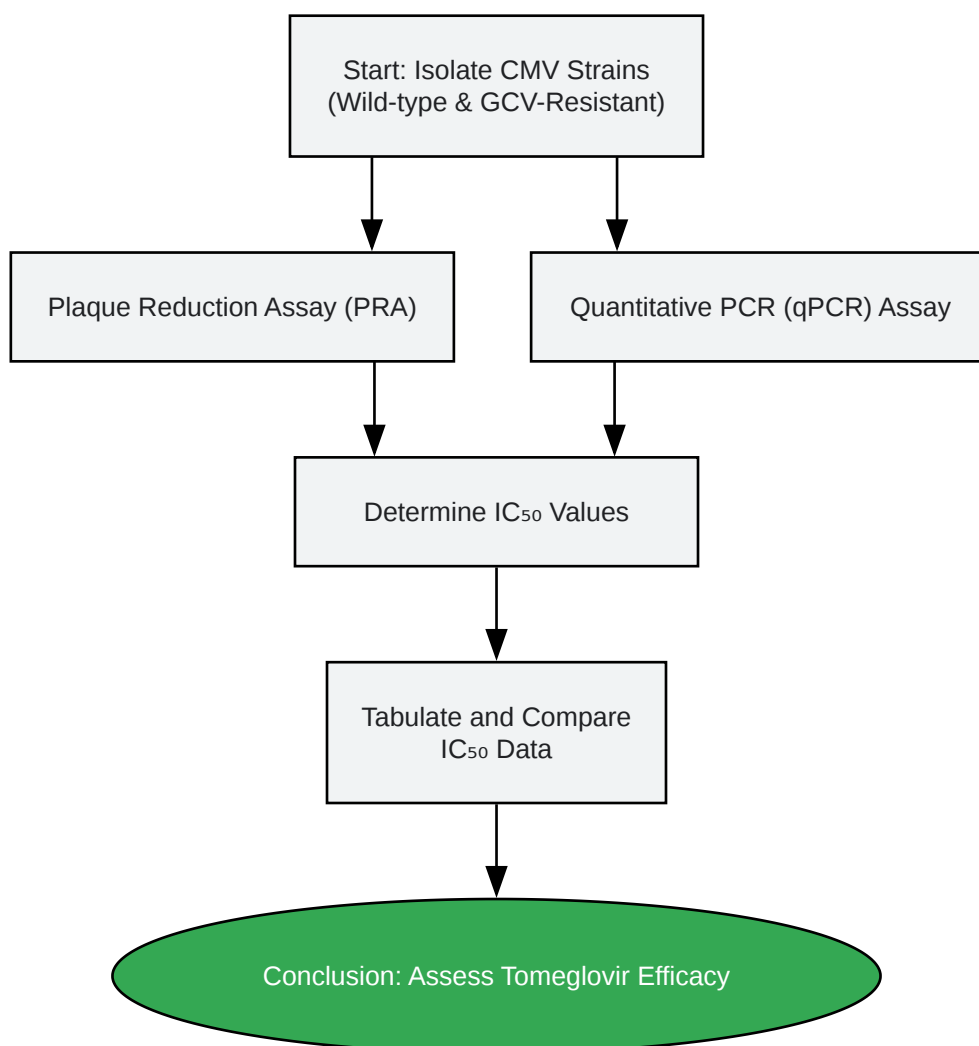 Start: Isolate CMV Strains
(Wild-type & GCV-Resistant)
Plaque Reduction Assay (PRA)
Quantitative PCR (qPCR) Assay
Determine IC₅₀ Values
Tabulate and Compare
IC₅₀ Data
Conclusion: Assess Tomeglovir Efficacy